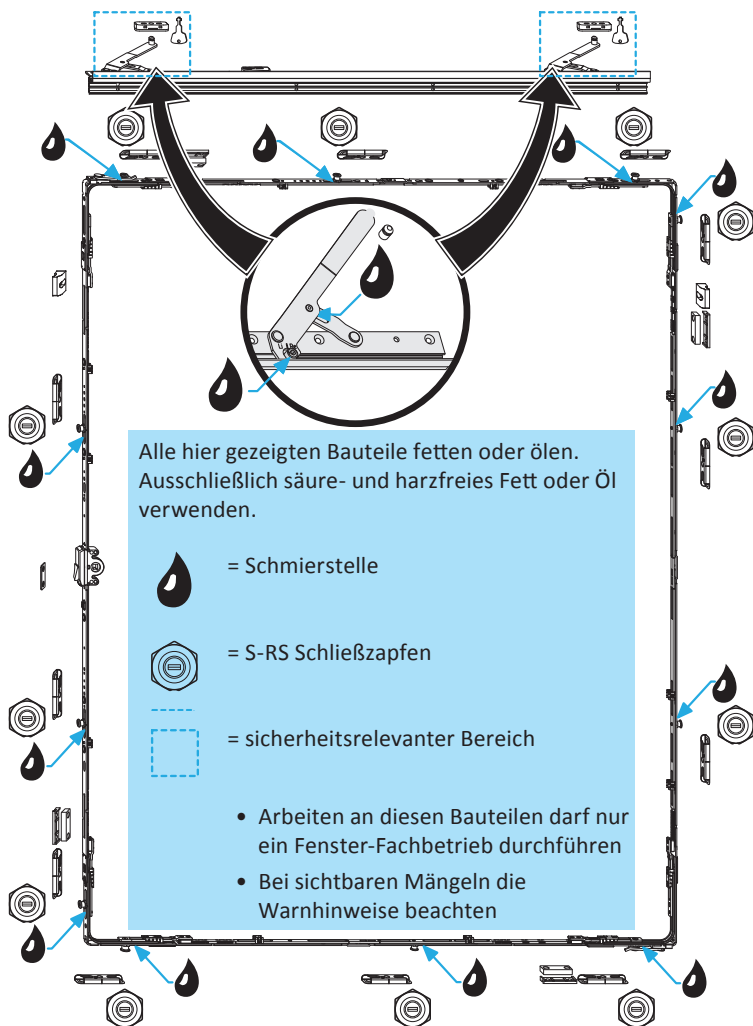 Alle hier gezeigten Bauteile fetten oder ölen.
Ausschließlich säure- und harzfreies Fett oder Öl
verwenden.
= Schmierstelle
= S-RS Schließzapfen
= sicherheitsrelevanter Bereich
• Arbeiten an diesen Bauteilen darf nur
ein Fenster-Fachbetrieb durchführen
• Bei sichtbaren Mängeln die
Warnhinweise beachten